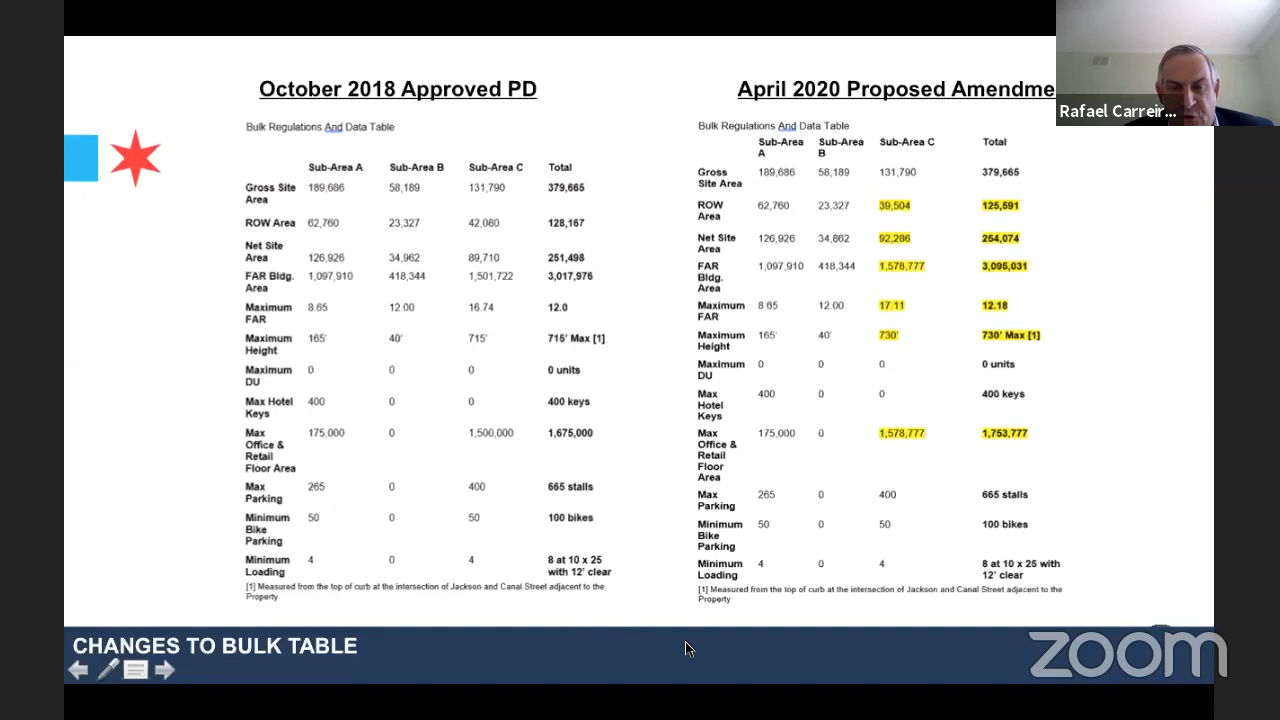 October 2018 Approved PD
Bulk Regulations And Data Table
Sub-Area A Sub-Area B Sub-Area C Total
Gross Site Area 189,686 58,189 131,790 379,665
ROW Area 62,760 23,327 42,080 128,167
Net Site Area 126,926 34,962 89,710 251,498
FAR Bldg. Area 1,097,910 418,344 1,501,722 3,017,976
Maximum FAR 8.65 12.00 16.74 12.0
Maximum Height 165' 40' 715' 715' Max [1]
Maximum DU 0 0 0 0 units
Max Hotel Keys 400 0 0 400 keys
Max Office & Retail Floor Area 175,000 0 1,500,000 1,675,000
Max Parking 265 0 400 665 stalls
Minimum Bike Parking 50 0 50 100 bikes
Minimum Loading 4 0 4 8 at 10 x 25 with 12' clear
[1] Measured from the top of curb at the intersection of Jackson and Canal Street adjacent to the
Property
April 2020 Proposed Amendme
Bulk Regulations And Data Table
Sub-Area A Sub-Area B Sub-Area C Total
Gross Site Area 189,686 58,189 131,790 379,665
ROW Area 62,760 23,327 39,504 125,591
Net Site Area 126,926 34,862 92,286 254,074
FAR Bldg. Area 1,097,910 418,344 1,578,777 3,095,031
Maximum FAR 8.65 12.00 17.11 12.18
Maximum Height 165' 40' 730' 730' Max [1]
Maximum DU 0 0 0 0 units
Max Hotel Keys 400 0 0 400 keys
Max Office & Retail Floor Area 175,000 0 1,578,777 1,753,777
Max Parking 265 0 400 665 stalls
Minimum Bike Parking 50 0 50 100 bikes
Minimum Loading 4 0 4 8 at 10 x 25 with 12' clear
[1] Measured from the top of curb at the intersection of Jackson and Canal Street adjacent to the
Property
Rafael Carreir...
CHANGES TO BULK TABLE
zoom